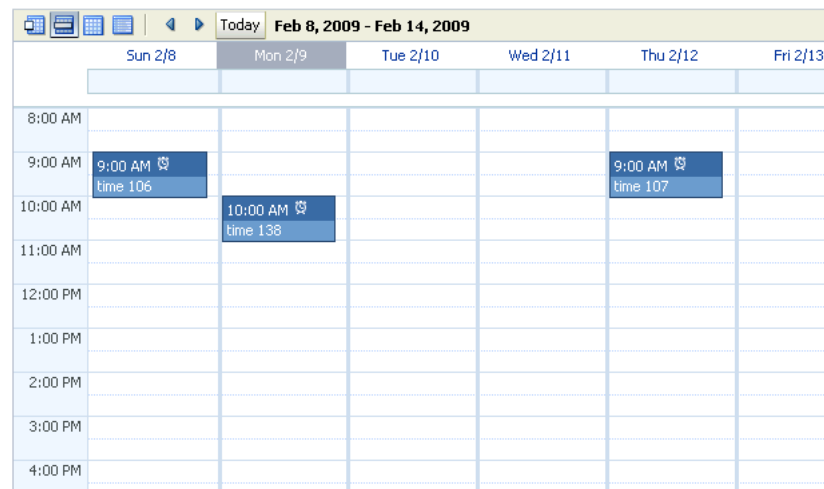 Today Feb 8, 2009 - Feb 14, 2009
Sun 2/8 Mon 2/9 Tue 2/10 Wed 2/11 Thu 2/12 Fri 2/13
8:00 AM
9:00 AM 9:00 AM 9:00 AM
time 106 time 107
10:00 AM 10:00 AM
time 138
11:00 AM
12:00 PM
1:00 PM
2:00 PM
3:00 PM
4:00 PM